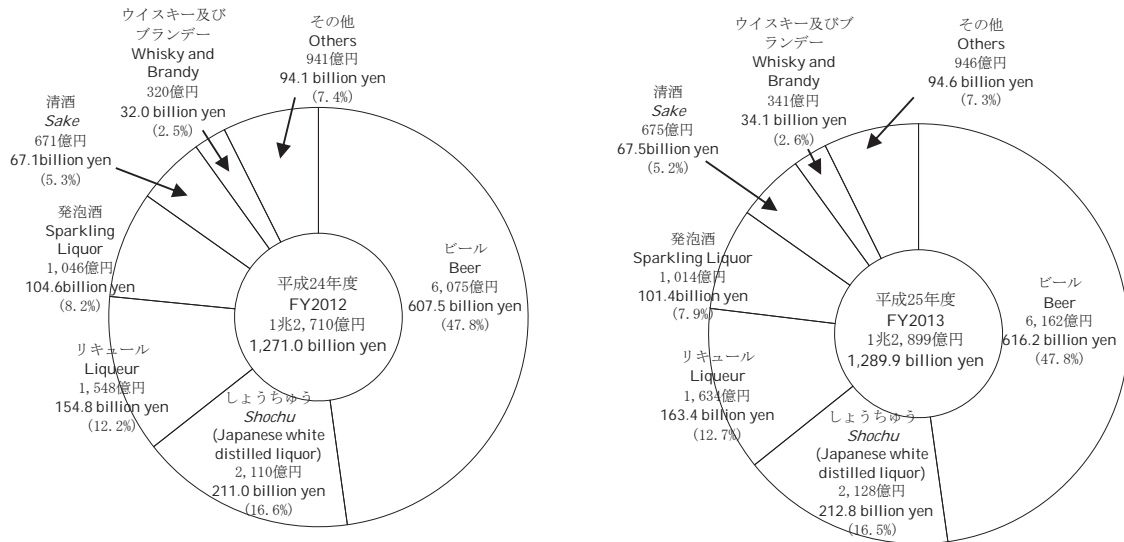 ウイスキー及び
ブランデー
Whisky and
Brandy
320億円
32.0 billion yen
(2.5%)
その他
Others
941億円
94.1 billion yen
(7.4%)
清酒
Sake
671億円
67.1billion yen
(5.3%)
発泡酒
Sparkling
Liquor
1,046億円
104.6billion yen
(8.2%)
リキュール
Liqueur
1,548億円
154.8 billion yen
(12.2%)
しょうちゅう
Shochu
(Japanese white
distilled liquor)
2,110億円
211.0 billion yen
(16.6%)
ビール
Beer
6,075億円
607.5 billion yen
(47.8%)
平成24年度
FY2012
1兆2,710億円
1,271.0 billion yen
ウイスキー及びブ
ランデー
Whisky and
Brandy
341億円
34.1 billion yen
(2.6%)
その他
Others
946億円
94.6 billion yen
(7.3%)
清酒
Sake
675億円
67.5billion yen
(5.2%)
発泡酒
Sparkling Liquor
1,014億円
101.4billion yen
(7.9%)
リキュール
Liqueur
1,634億円
163.4 billion yen
(12.7%)
しょうちゅう
Shochu
(Japanese white
distilled liquor)
2,128億円
212.8 billion yen
(16.5%)
ビール
Beer
6,162億円
616.2 billion yen
(47.8%)
平成25年度
FY2013
1兆2,899億円
1,289.9 billion yen